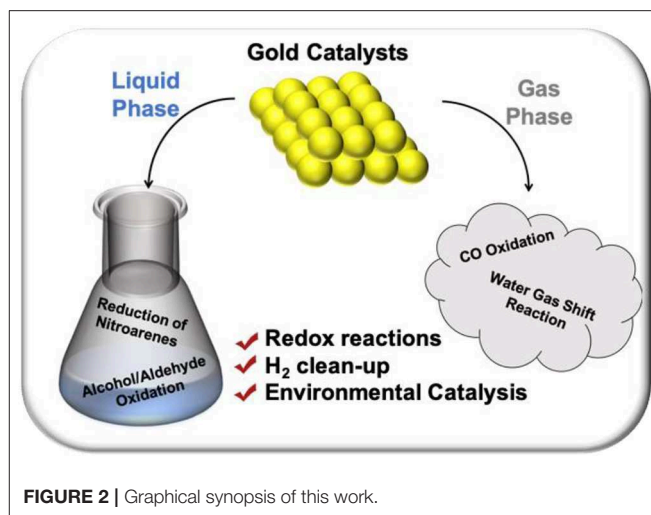 Gold Catalysts
Liquid
Phase
Gas
Phase
CO Oxidation
Water Gas Shift
Reaction
Reduction of
Nitroarenes
Alcohol/Aldehyde
Oxidation
✓ Redox reactions
✓ H₂ clean-up
✓ Environmental Catalysis
FIGURE 2 | Graphical synopsis of this work.